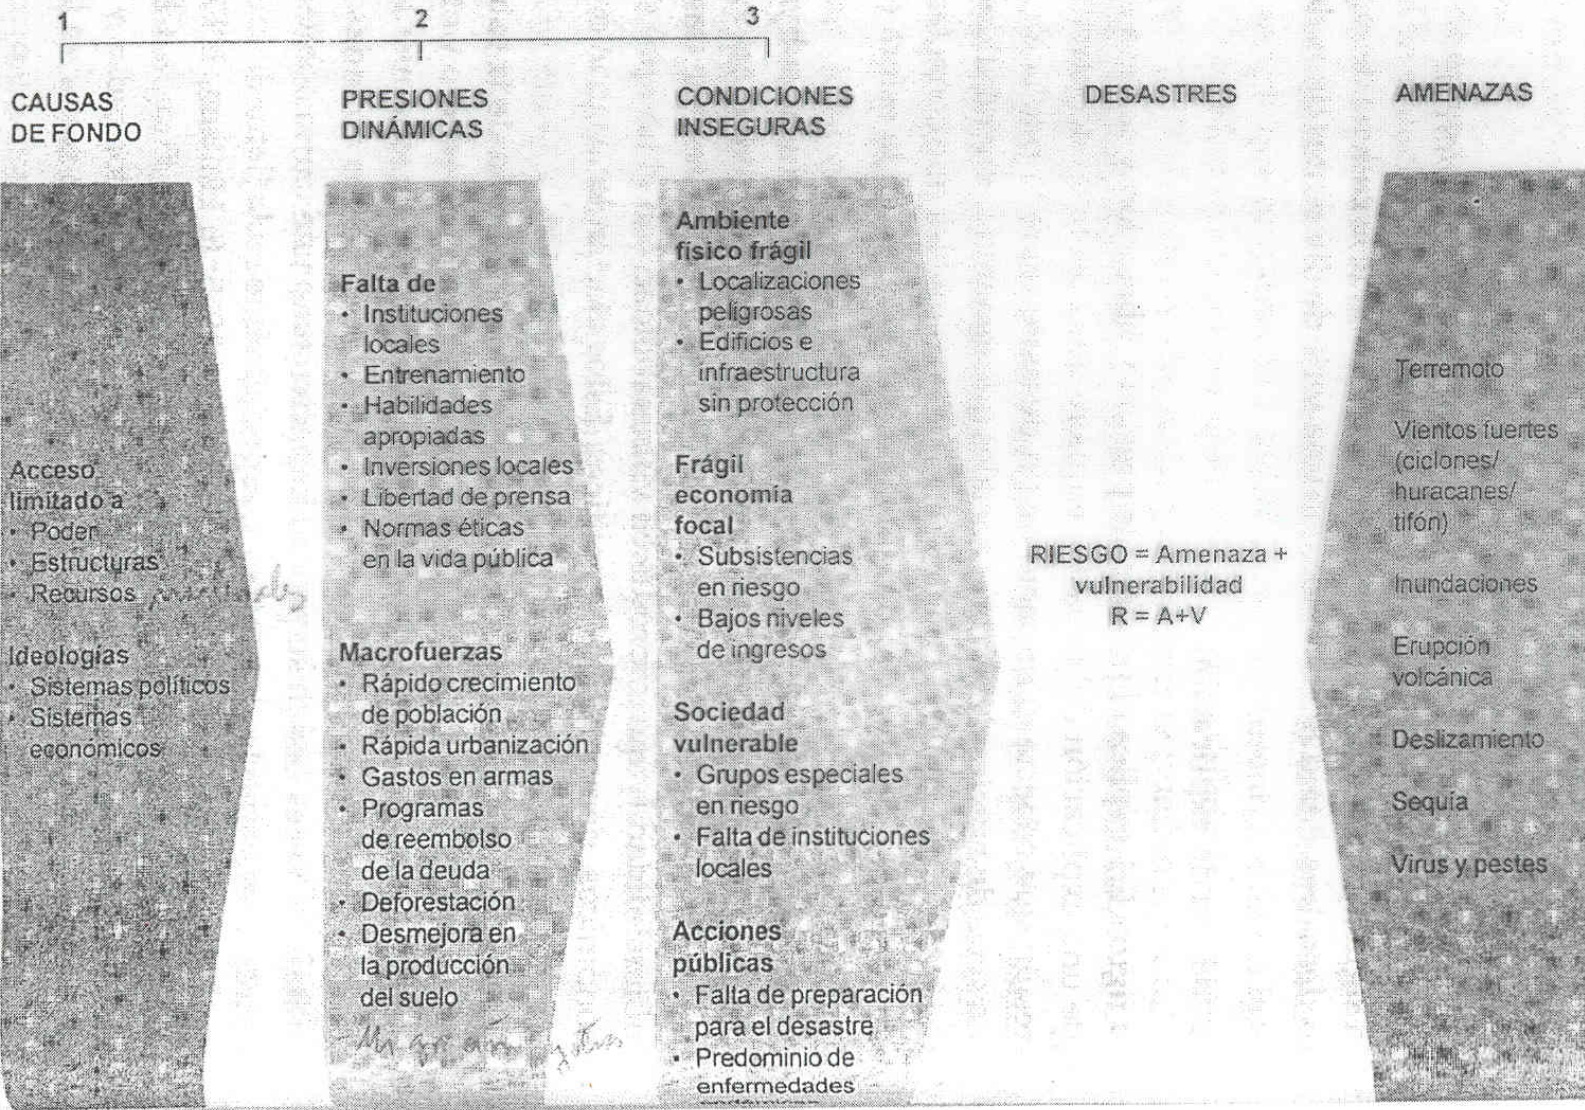 1
2
3
CAUSAS
DE FONDO
PRESIONES
DINÁMICAS
CONDICIONES
INSEGURAS
DESASTRES
AMENAZAS
Acceso
limitado a
• Poder
• Estructuras
• Recursos
Ideologías
• Sistemas políticos
• Sistemas
económicos
Falta de
• Instituciones
locales
• Entrenamiento
• Habilidades
apropiadas
• Inversiones locales
• Libertad de prensa
• Normas éticas
en la vida pública
Macrofuerzas
• Rápido crecimiento
de población
• Rápida urbanización
• Gastos en armas
• Programas
de reembolso
de la deuda
• Deforestación
• Desmejora en
la producción
del suelo
Ambiente
físico frágil
• Localizaciones
peligrosas
• Edificios e
infraestructura
sin protección
Frágil
economía
focal
• Subsistencias
en riesgo
• Bajos niveles
de ingresos
Sociedad
vulnerable
• Grupos especiales
en riesgo
• Falta de instituciones
locales
Acciones
públicas
• Falta de preparación
para el desastre
• Predominio de
enfermedades
RIESGO = Amenaza +
vulnerabilidad
R = A+V
Terremoto
Vientos fuertes
(ciclones/
huracanes/
tifón)
Inundaciones
Erupción
volcánica
Deslizamiento
Sequía
Virus y pestes